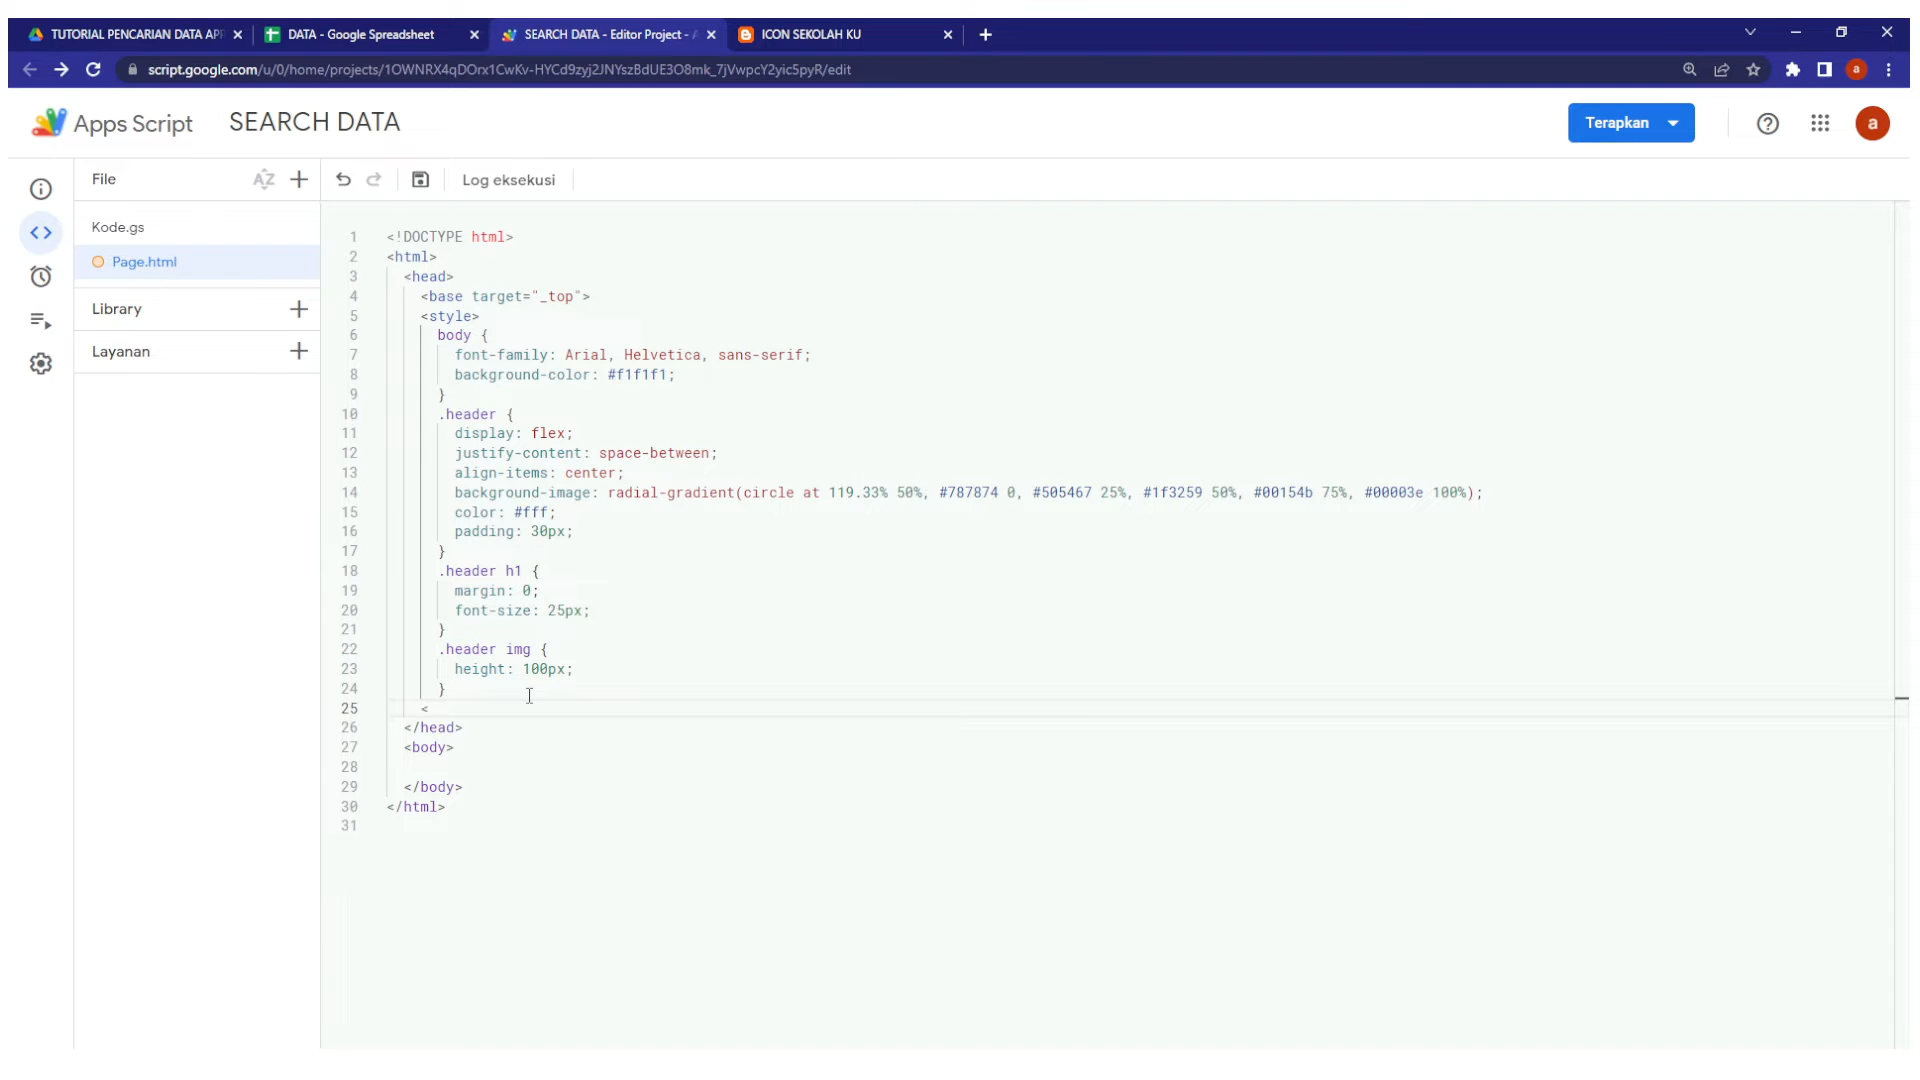 TUTORIAL PENCARIAN DATA APP
DATA - Google Spreadsheet
SEARCH DATA - Editor Project - A
ICON SEKOLAH KU
script.google.com/u/0/home/projects/1OWNRX4qDOrx1CwKv-HYCd9zyj2JNYszBdUE3O8mk_7jVwpcY2yic5pyR/edit
a
Apps Script
SEARCH DATA
Terapkan
a
File
AZ
Log eksekusi
Kode.gs
Page.html
Library
Layanan
1 <!DOCTYPE html>
2 <html>
3 <head>
4 <base target="_top">
5 <style>
6 body {
7 font-family: Arial, Helvetica, sans-serif;
8 background-color: #f1f1f1;
9 }
10 .header {
11 display: flex;
12 justify-content: space-between;
13 align-items: center;
14 background-image: radial-gradient(circle at 119.33% 50%, #787874 0, #505467 25%, #1f3259 50%, #00154b 75%, #00003e 100%);
15 color: #fff;
16 padding: 30px;
17 }
18 .header h1 {
19 margin: 0;
20 font-size: 25px;
21 }
22 .header img {
23 height: 100px;
24 }
25 <
26 </head>
27 <body>
28
29 </body>
30 </html>
31